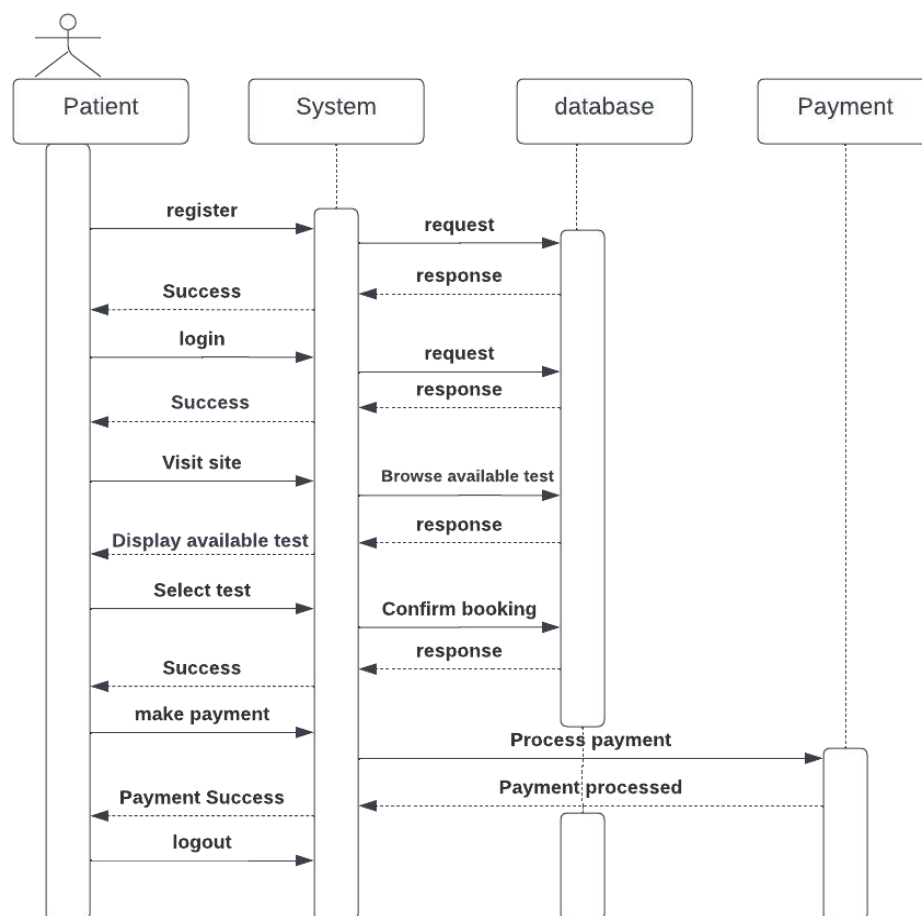 Patient
System
database
Payment
register
request
response
Success
login
request
response
Success
Visit site
Browse available test
response
Display available test
Select test
Confirm booking
response
Success
make payment
Process payment
Payment processed
Payment Success
logout